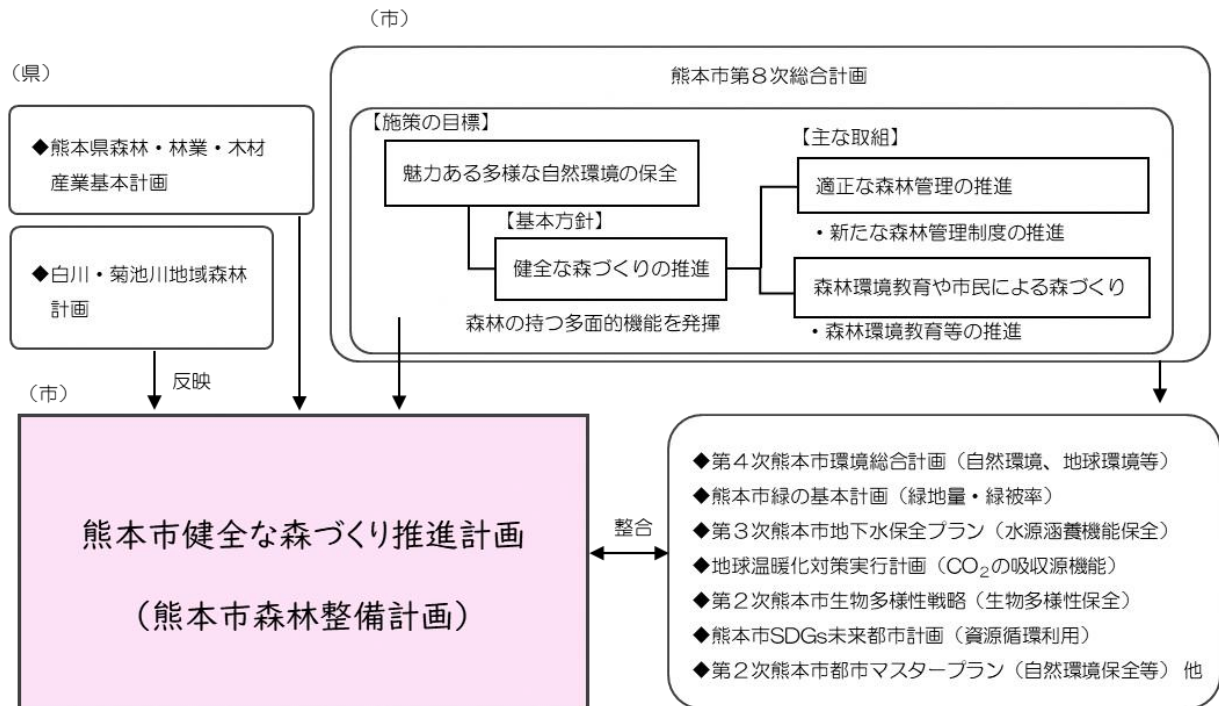 （市）
（県）
熊本市第８次総合計画
◆熊本県森林・林業・木材
産業基本計画
◆白川・菊池川地域森林
計画
【施策の目標】
魅力ある多様な自然環境の保全
【基本方針】
健全な森づくりの推進
森林の持つ多面的機能を発揮
【主な取組】
適正な森林管理の推進
・新たな森林管理制度の推進
森林環境教育や市民による森づくり
・森林環境教育等の推進
反映
（市）
熊本市健全な森づくり推進計画
（熊本市森林整備計画）
整合
◆第４次熊本市環境総合計画（自然環境、地球環境等）
◆熊本市緑の基本計画（緑地量・緑被率）
◆第３次熊本市地下水保全プラン（水源涵養機能保全）
◆地球温暖化対策実行計画（CO₂の吸収源機能）
◆第２次熊本市生物多様性戦略（生物多様性保全）
◆熊本市SDGs未来都市計画（資源循環利用）
◆第２次熊本市都市マスタープラン（自然環境保全等）他